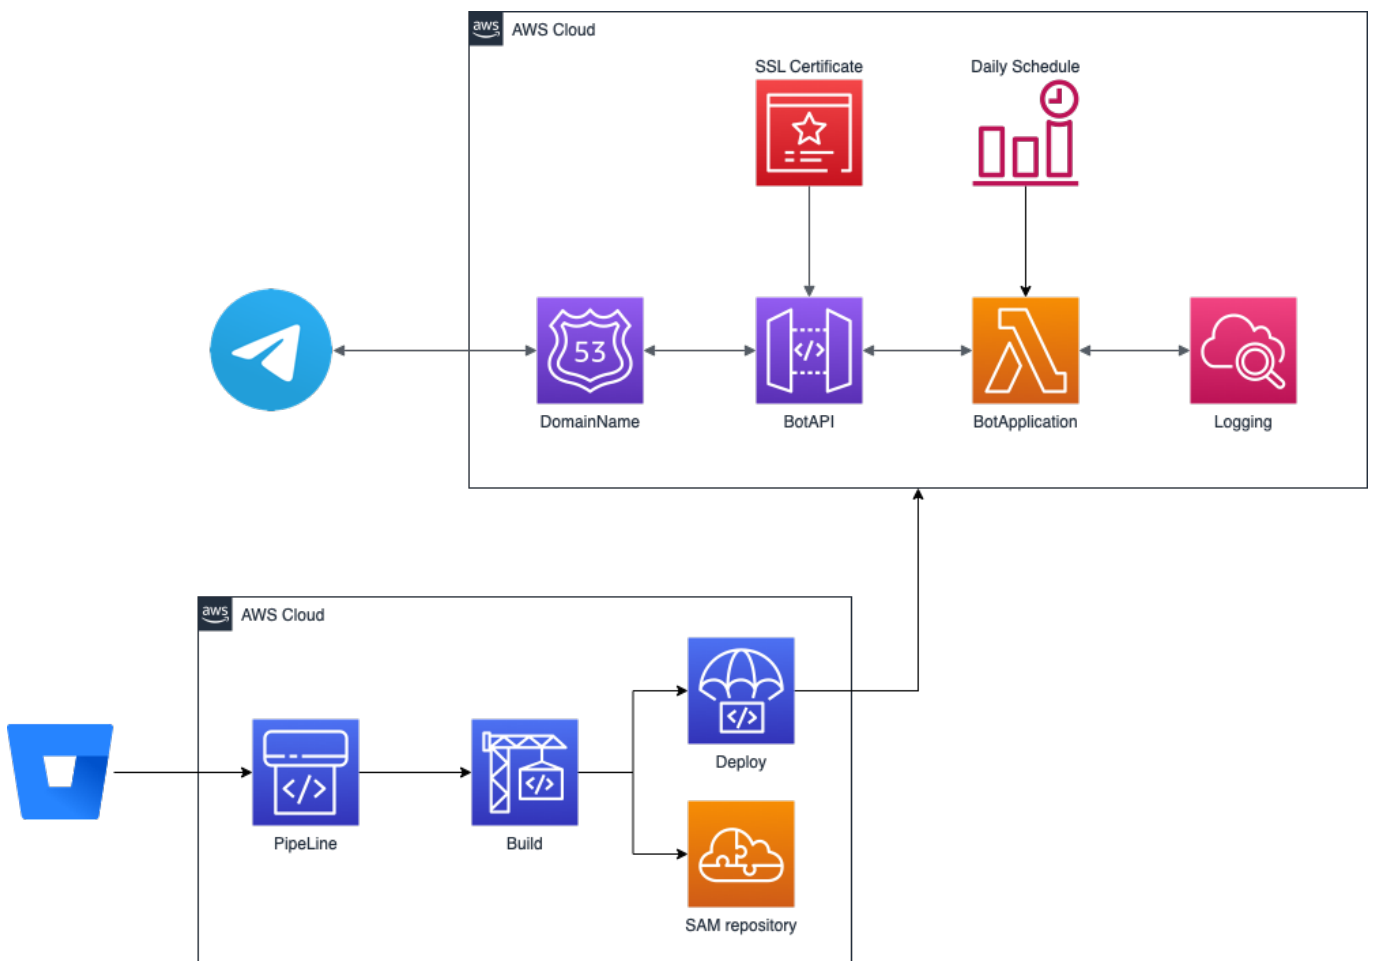 aws AWS Cloud
SSL Certificate
Daily Schedule
53
</>
DomainName
BotAPI
BotApplication
Logging
aws AWS Cloud
</>
Deploy
</>
</>
PipeLine
Build
SAM repository